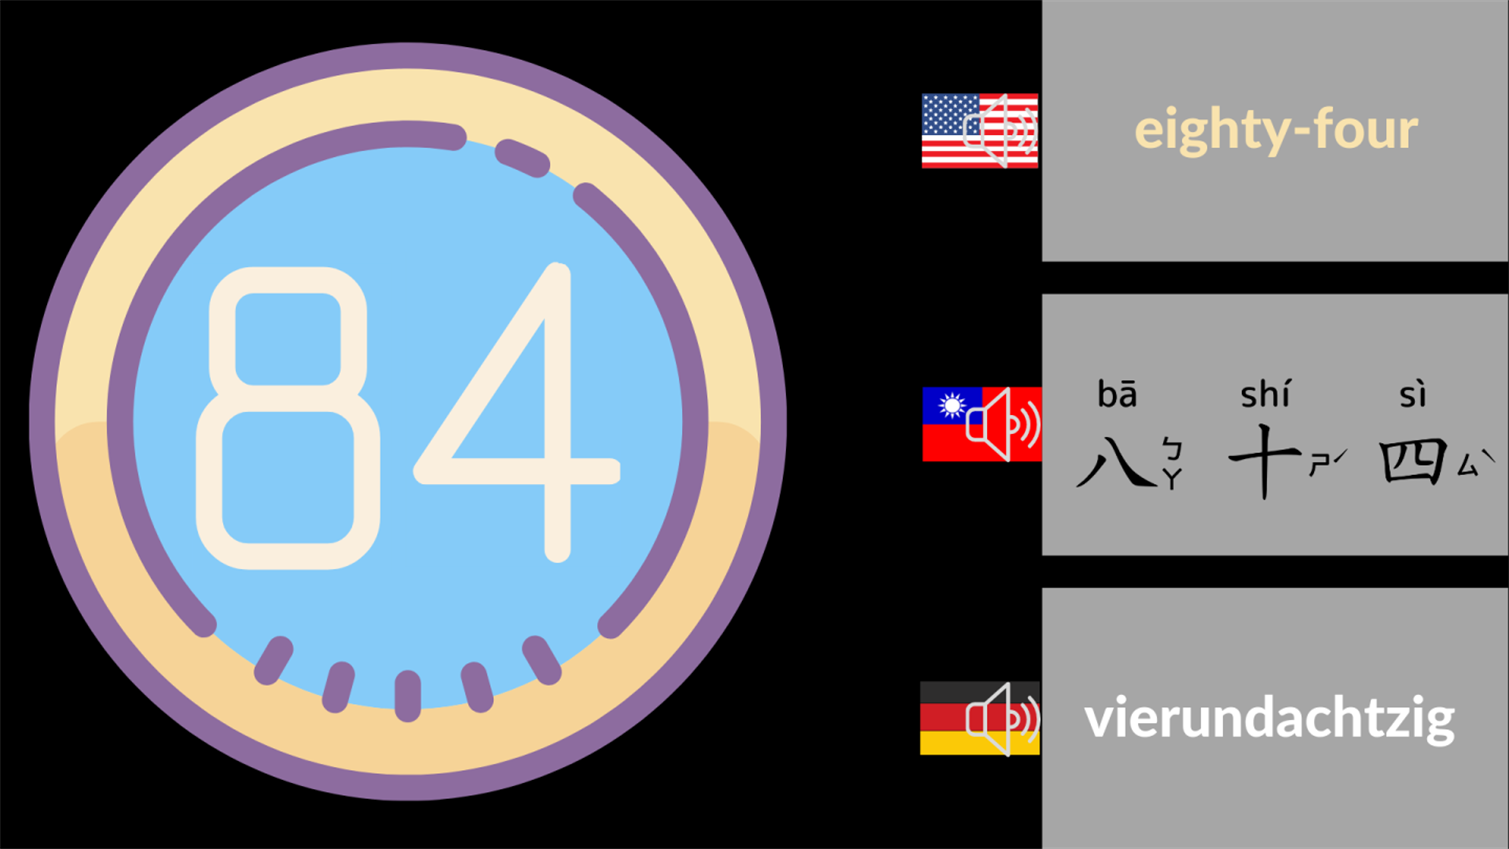 84
eighty-four
bā shí sì
八ㄅㄚ 十ㄕˊ 四ㄙˋ
vierundachtzig